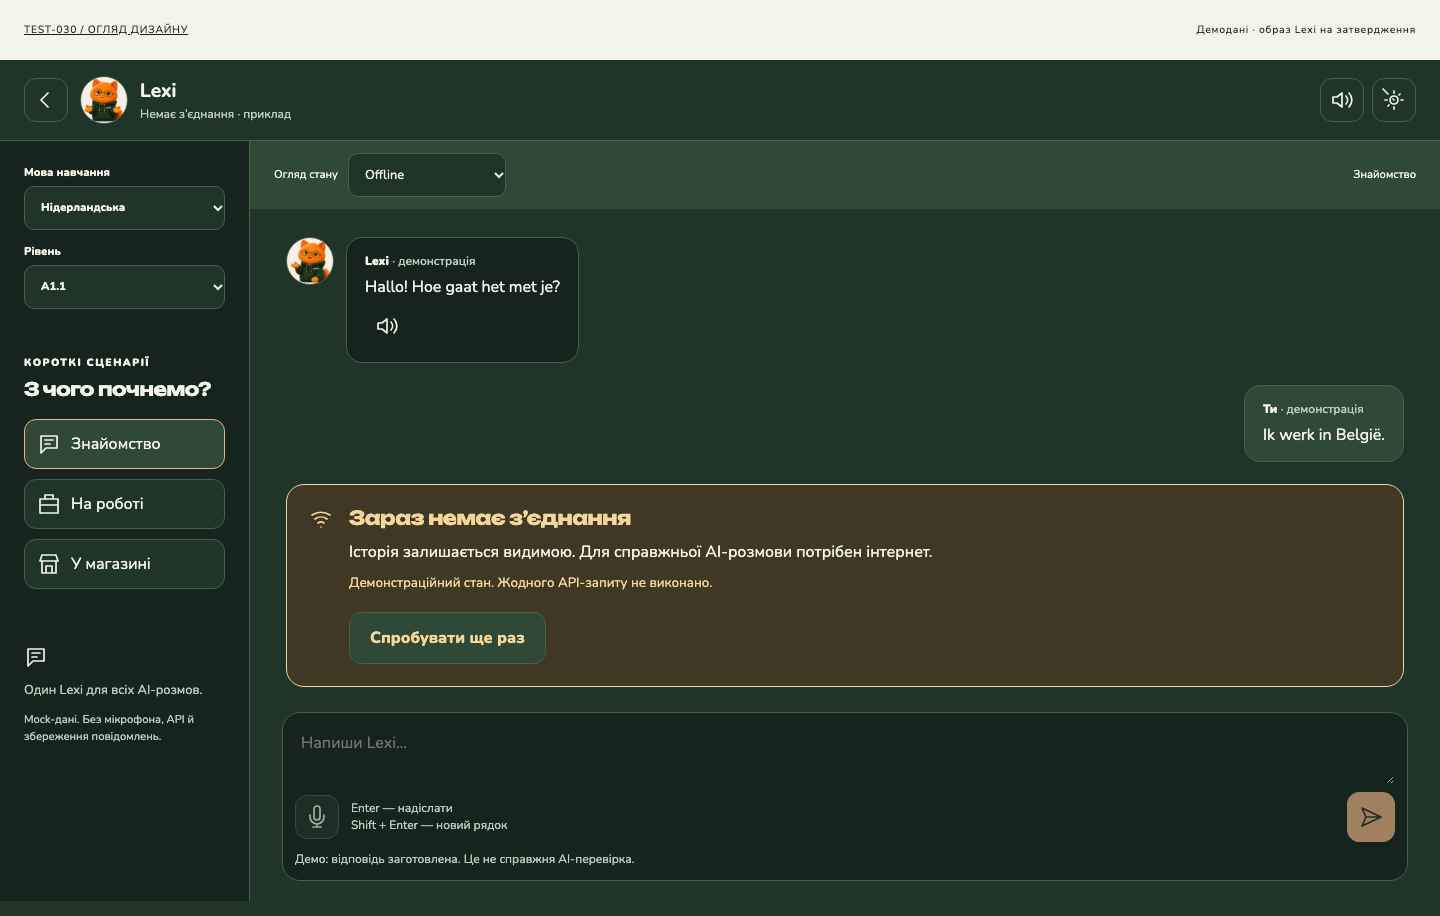 TEST-030 / ОГЛЯД ДИЗАЙНУ
Демодані · образ Lexi на затвердження
Lexi
Немає з’єднання · приклад
Мова навчання
Нідерландська
Рівень
A1.1
КОРОТКІ СЦЕНАРІЇ
З чого почнемо?
Знайомство
На роботі
У магазині
Один Lexi для всіх AI-розмов.
Mock-дані. Без мікрофона, API й
збереження повідомлень.
Огляд стану
Offline
Знайомство
Lexi · демонстрація
Hallo! Hoe gaat het met je?
Ти · демонстрація
Ik werk in België.
Зараз немає з’єднання
Історія залишається видимою. Для справжньої AI-розмови потрібен інтернет.
Демонстраційний стан. Жодного API-запиту не виконано.
Спробувати ще раз
Напиши Lexi...
Enter — надіслати
Shift + Enter — новий рядок
Демо: відповідь заготовлена. Це не справжня AI-перевірка.